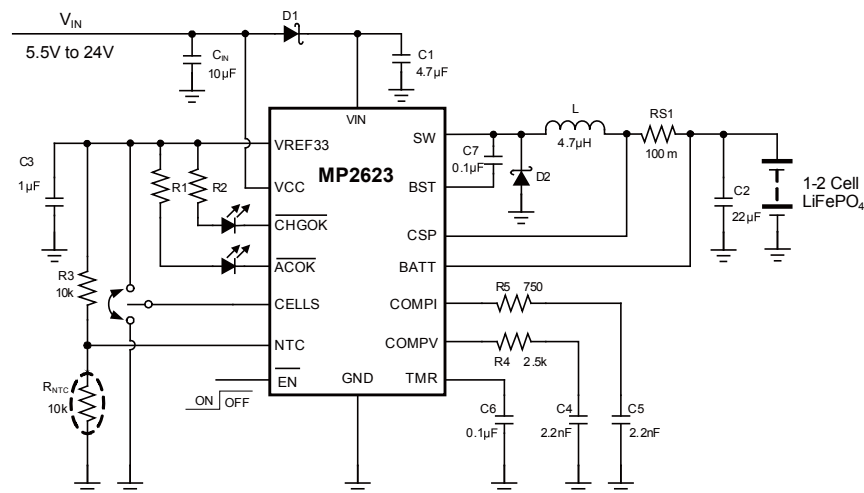 V_IN
5.5V to 24V
D1
C_IN
10µF
C1
4.7µF
VIN
MP2623
VREF33
VCC
CHGOK
ACOK
CELLS
NTC
EN
GND
SW
BST
CSP
BATT
COMPI
COMPV
TMR
C3
1µF
R1
R2
R3
10k
R_NTC
10k
ON
OFF
L
4.7µH
RS1
100 m
C7
0.1µF
D2
C2
22µF
1-2 Cell
LiFePO₄
R5 750
R4 2.5k
C6
0.1µF
C4
2.2nF
C5
2.2nF